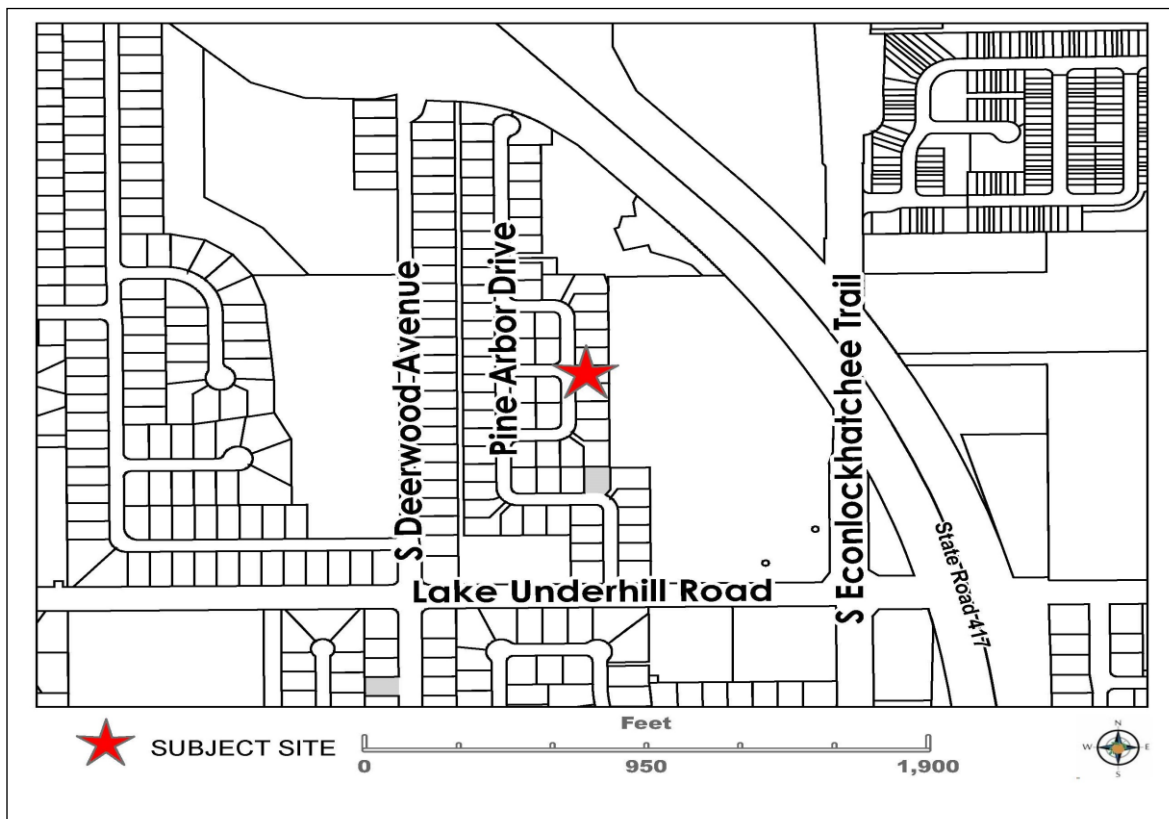 S Deerwood Avenue
Pine Arbor Drive
S Econlockhatchee Trail
State Road 417
Lake Underhill Road
Feet
SUBJECT SITE
0
950
1,900
N
W
E
S